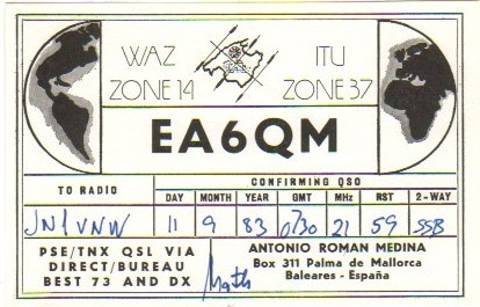 WAZ ITU
ZONE 14 ZONE 37
EA6QM
TO RADIO CONFIRMING QSO
DAY MONTH YEAR GMT MHz RST 2-WAY
JN1VNW 11 9 83 0730 21 59 SSB
PSE/TNX QSL VIA
DIRECT/BUREAU
BEST 73 AND DX
ANTONIO ROMAN MEDINA
Box 311 Palma de Mallorca
Baleares - España